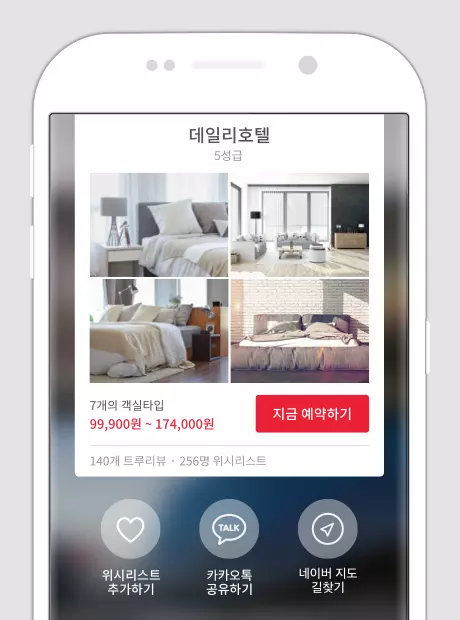 데일리호텔
5성급
7개의 객실타입
99,900원 ~ 174,000원
지금 예약하기
140개 트루리뷰 · 256명 위시리스트
TALK
위시리스트
추가하기
카카오톡
공유하기
네이버 지도
길찾기